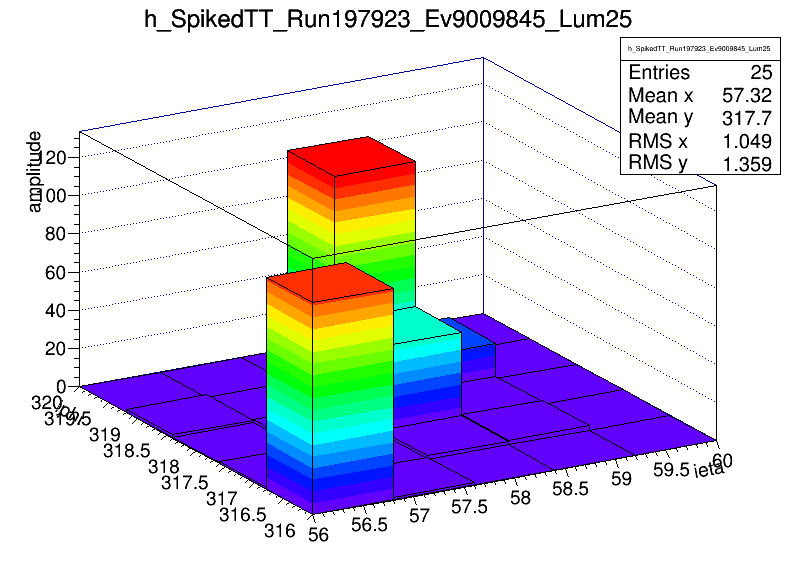 h_SpikedTT_Run197923_Ev9009845_Lum25
h_SpikedTT_Run197923_Ev9009845_Lum25
Entries 25
Mean x 57.32
Mean y 317.7
RMS x 1.049
RMS y 1.359
amplitude
120
100
80
60
40
20
0
320
319.5
319
318.5
318
317.5
317
316.5
316
56
56.5
57
57.5
58
58.5
59
59.5
60
ieta